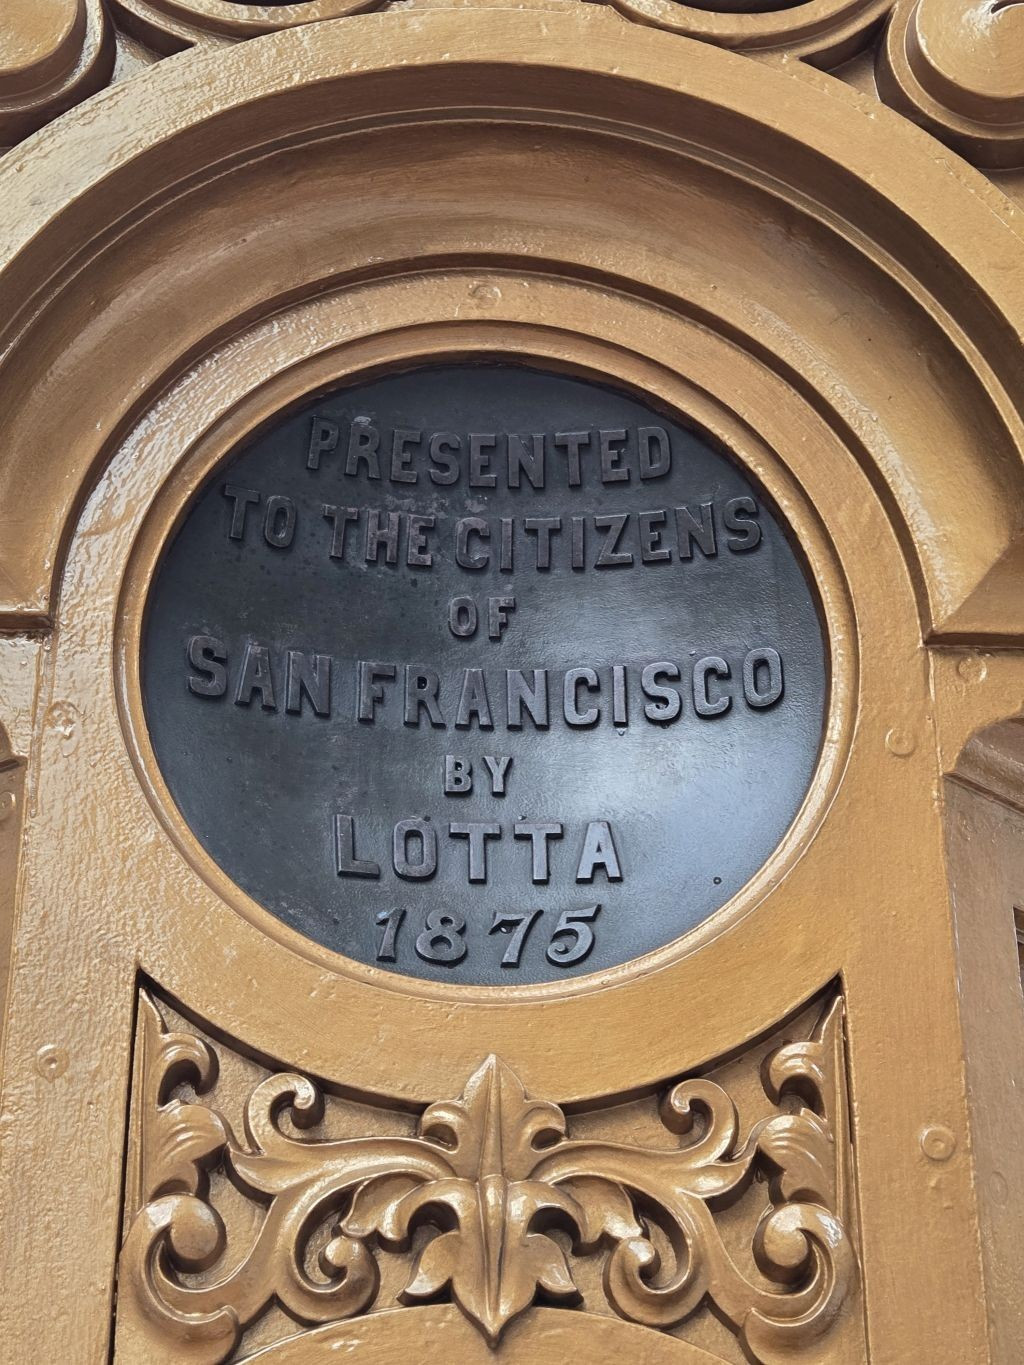 PRESENTED
TO THE CITIZENS
OF
SAN FRANCISCO
BY
LOTTA
1875